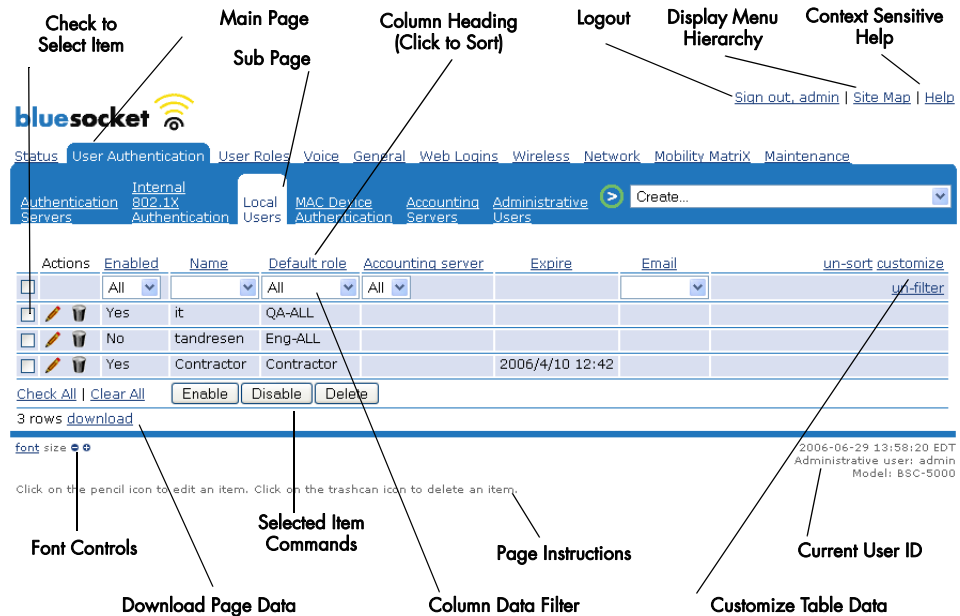 Check to
Select Item
Main Page
Sub Page
Column Heading
(Click to Sort)
Logout
Display Menu
Hierarchy
Context Sensitive
Help
bluesocket
Sign out, admin | Site Map | Help
Status User Authentication User Roles Voice General Web Logins Wireless Network Mobility MatriX Maintenance
Authentication
Servers
Internal
802.1X
Authentication
Local
Users
MAC Device
Authentication
Accounting
Servers
Administrative
Users
Create...
Actions Enabled Name Default role Accounting server Expire Email un-sort customize
All All All un-filter
Yes it QA-ALL
No tandresen Eng-ALL
Yes Contractor Contractor 2006/4/10 12:42
Check All | Clear All Enable Disable Delete
3 rows download
font size
2006-06-29 13:58:20 EDT
Administrative user: admin
Model: BSC-5000
Click on the pencil icon to edit an item. Click on the trashcan icon to delete an item.
Font Controls
Selected Item
Commands
Page Instructions
Current User ID
Download Page Data
Column Data Filter
Customize Table Data